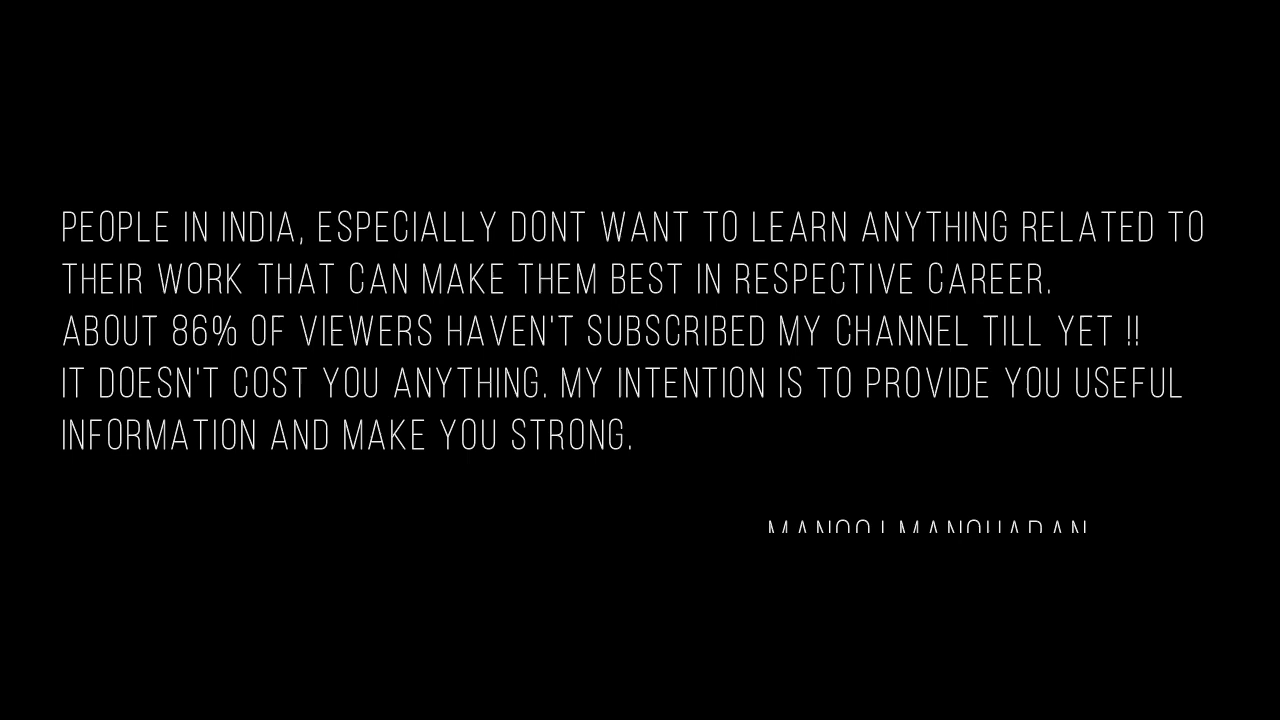 PEOPLE IN INDIA, ESPECIALLY DONT WANT TO LEARN ANYTHING RELATED TO
THEIR WORK THAT CAN MAKE THEM BEST IN RESPECTIVE CAREER.
ABOUT 86% OF VIEWERS HAVEN'T SUBSCRIBED MY CHANNEL TILL YET !!
IT DOESN'T COST YOU ANYTHING. MY INTENTION IS TO PROVIDE YOU USEFUL
INFORMATION AND MAKE YOU STRONG.